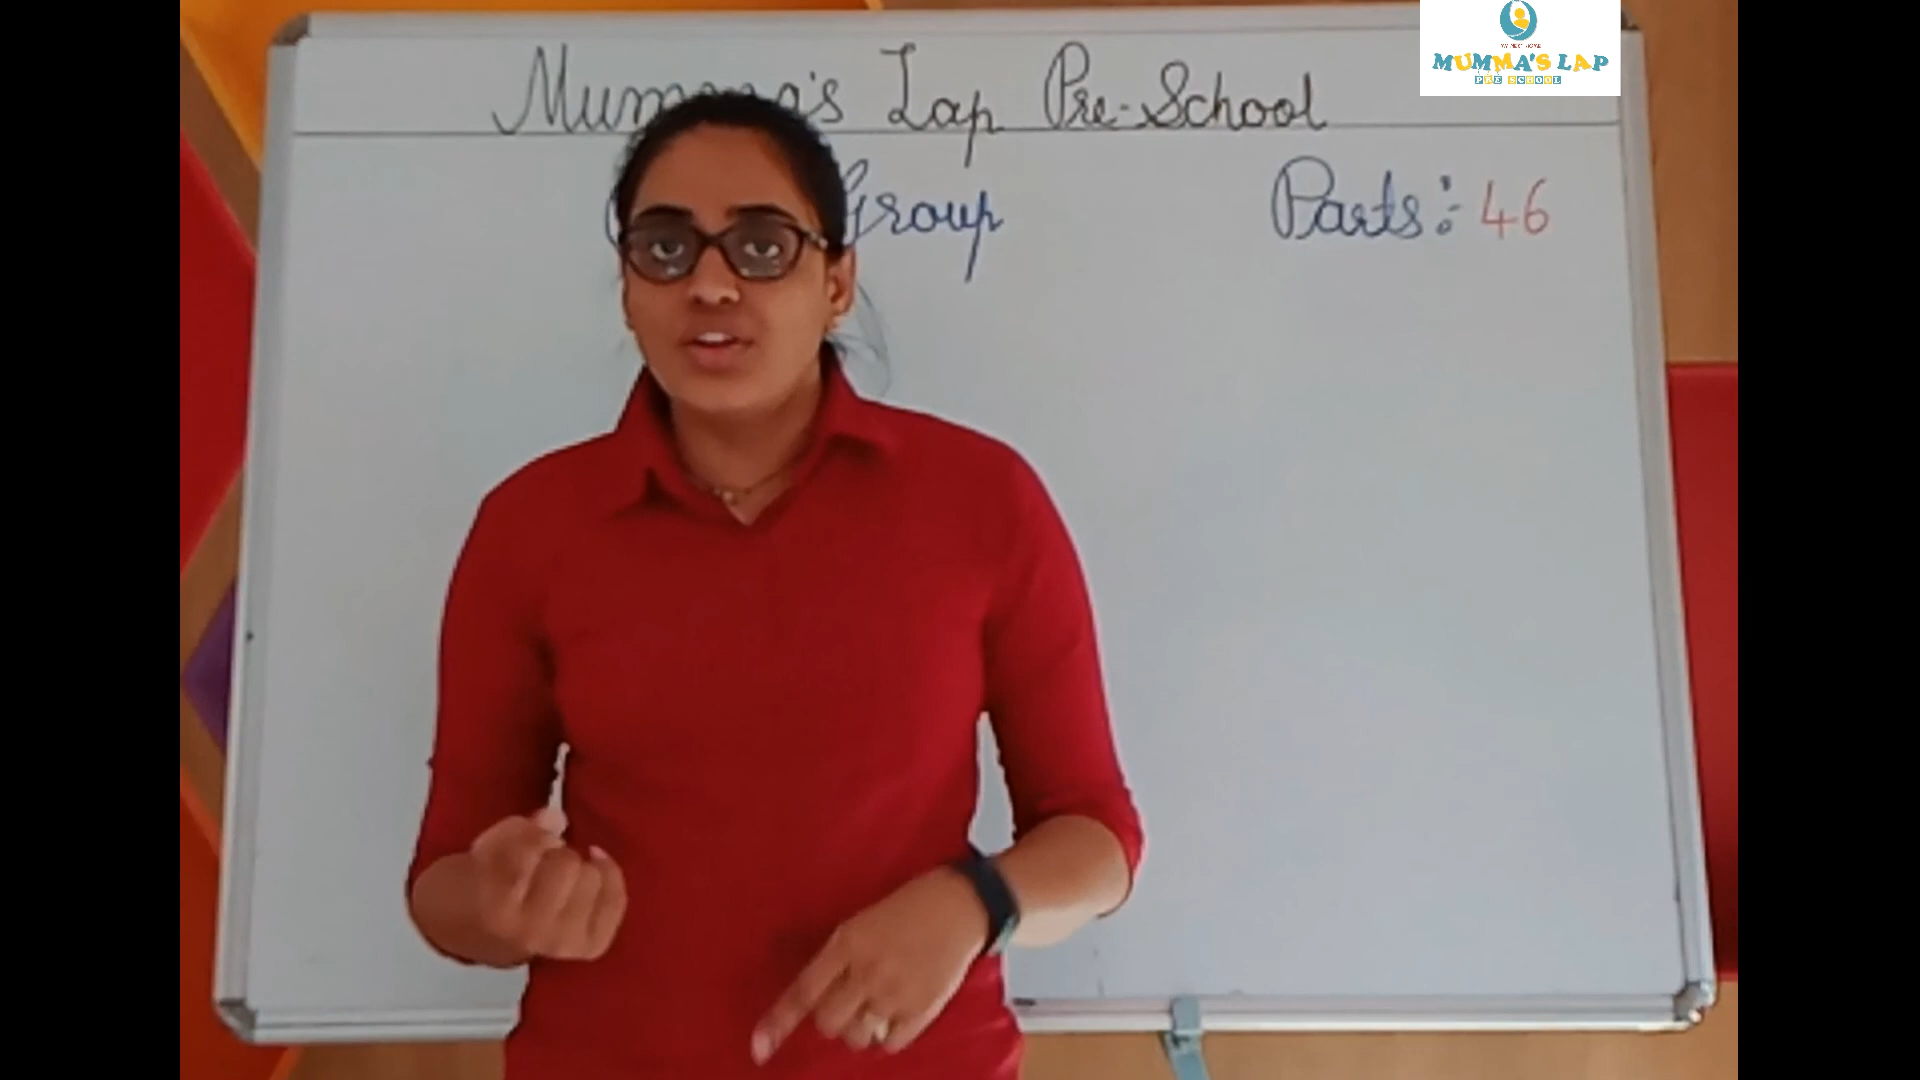 MUMMA'S LAP
PRE SCHOOL
Mumma's Lap Pre-School
Group
Parts:- 46